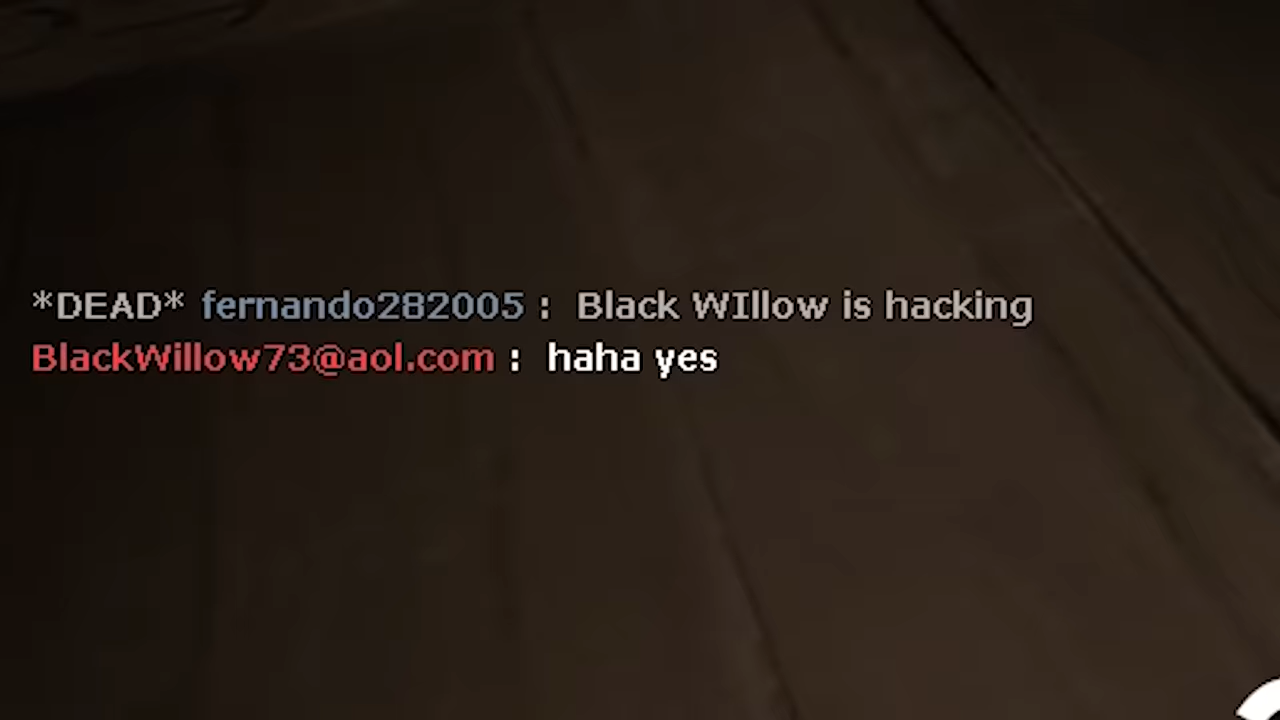 *DEAD* fernando282005 :  Black WIllow is hacking
BlackWillow73@aol.com :  haha yes